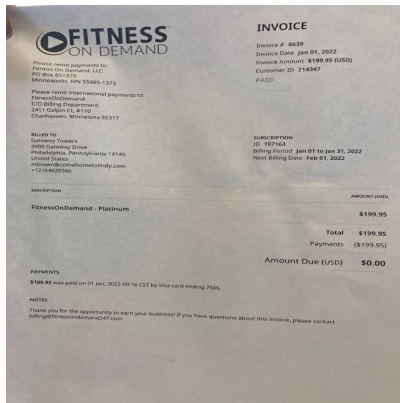 FITNESS
ON DEMAND
INVOICE
Invoice # 8639
Invoice Date Jan 01, 2022
Invoice Amount $199.95 (USD)
Customer ID 214347
PAID
Please remit payments to:
Fitness On Demand, LLC
PO Box 851373
Minneapolis, MN 55485-1373
Please remit international payments to:
FitnessOnDemand
C/O Billing Department
2411 Galpin Ct, #110
Chanhassen, Minnesota 55317
BILLED TO
Gateway Towers
3900 Gateway Drive
Philadelphia, Pennsylvania 19145
United States
mbrown@comehometolindy.com
+12154635566
SUBSCRIPTION
ID 107163
Billing Period Jan 01 to Jan 31, 2022
Next Billing Date Feb 01, 2022
DESCRIPTION AMOUNT (USD)
FitnessOnDemand - Platinum $199.95
Total $199.95
Payments ($199.95)
Amount Due (USD) $0.00
PAYMENTS
$199.95 was paid on 01 Jan, 2022 00:16 CST by Visa card ending 7566.
NOTES
Thank you for the opportunity to earn your business! If you have questions about this invoice, please contact
billing@fitnessondemand247.com